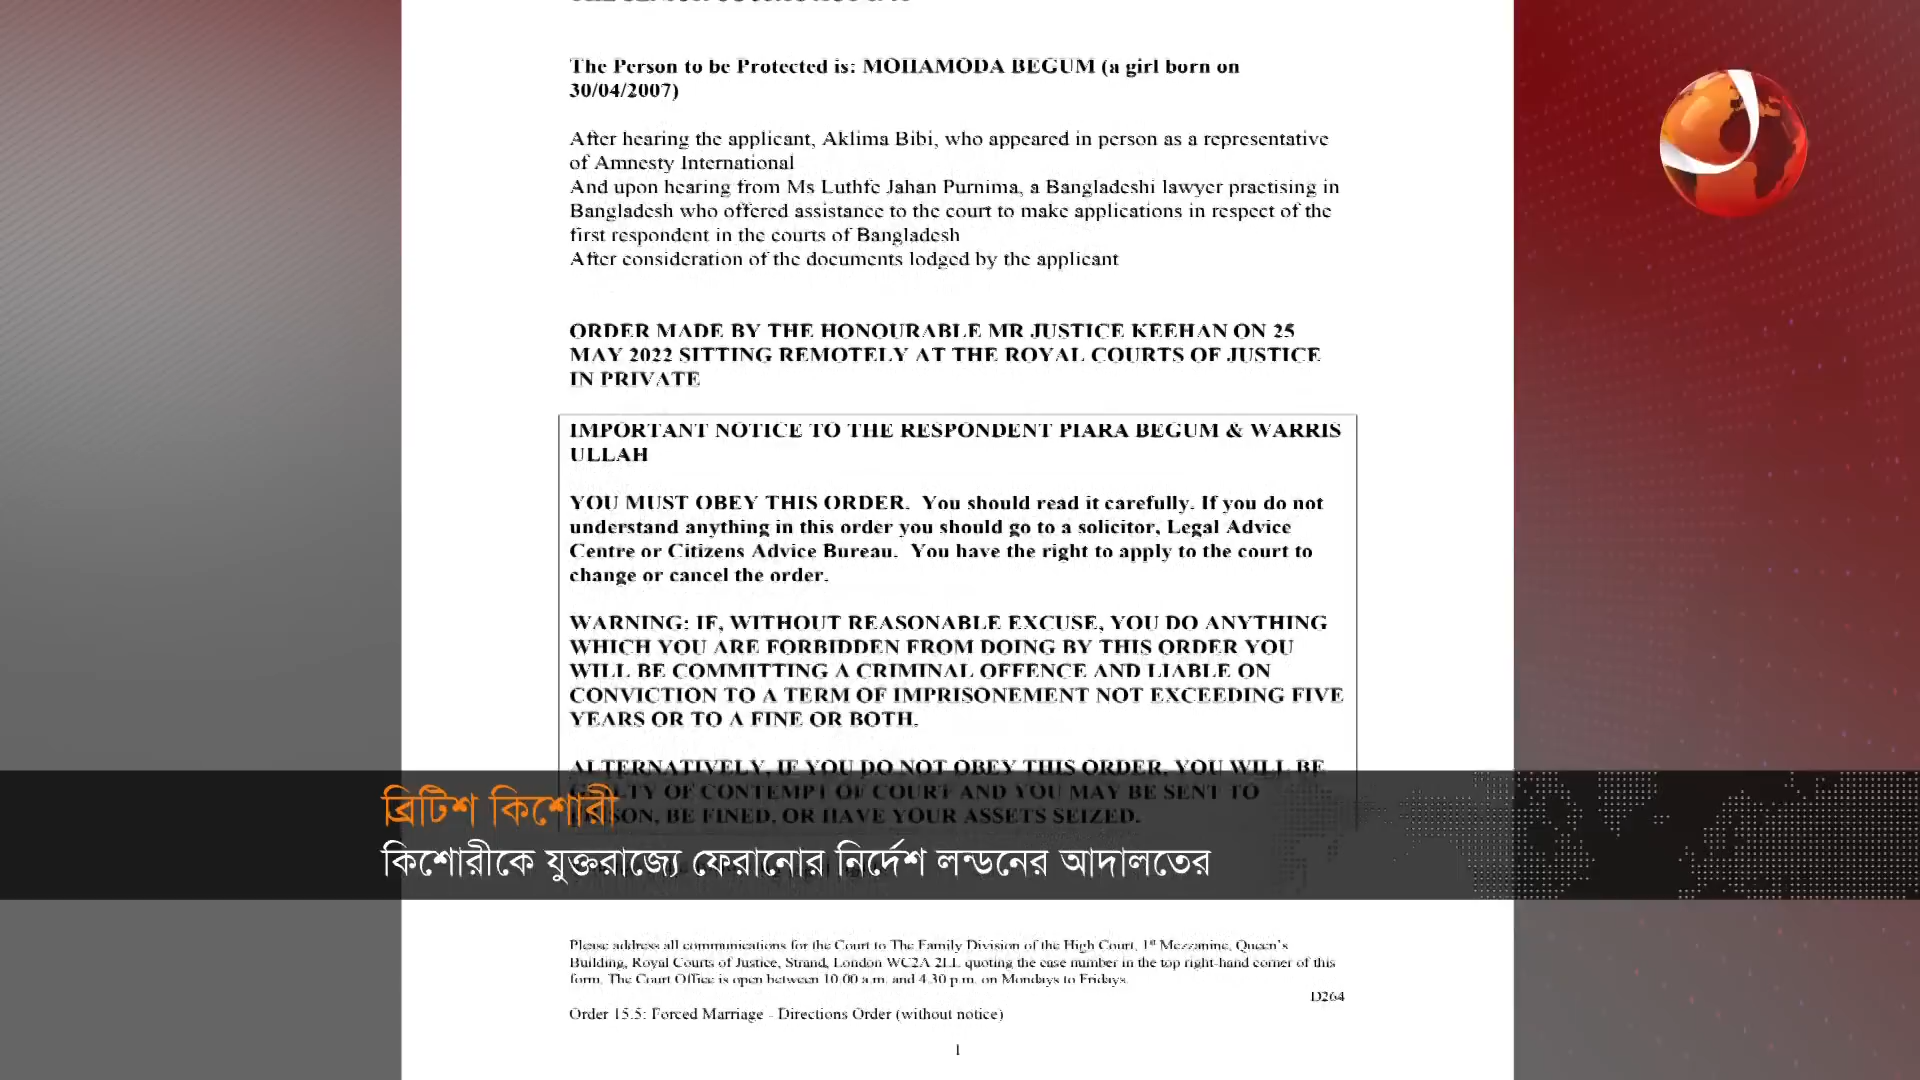 The Person to be Protected is: MOHAMODA BEGUM (a girl born on
30/04/2007)
After hearing the applicant, Aklima Bibi, who appeared in person as a representative
of Amnesty International
And upon hearing from Ms Luthfe Jahan Purnima, a Bangladeshi lawyer practising in
Bangladesh who offered assistance to the court to make applications in respect of the
first respondent in the courts of Bangladesh
After consideration of the documents lodged by the applicant
ORDER MADE BY THE HONOURABLE MR JUSTICE KEEHAN ON 25
MAY 2022 SITTING REMOTELY AT THE ROYAL COURTS OF JUSTICE
IN PRIVATE
IMPORTANT NOTICE TO THE RESPONDENT PIARA BEGUM & WARRIS
ULLAH
YOU MUST OBEY THIS ORDER. You should read it carefully. If you do not
understand anything in this order you should go to a solicitor, Legal Advice
Centre or Citizens Advice Bureau. You have the right to apply to the court to
change or cancel the order.
WARNING: IF, WITHOUT REASONABLE EXCUSE, YOU DO ANYTHING
WHICH YOU ARE FORBIDDEN FROM DOING BY THIS ORDER YOU
WILL BE COMMITTING A CRIMINAL OFFENCE AND LIABLE ON
CONVICTION TO A TERM OF IMPRISONEMENT NOT EXCEEDING FIVE
YEARS OR TO A FINE OR BOTH.
ALTERNATIVELY, IF YOU DO NOT OBEY THIS ORDER, YOU WILL BE
OF CONTEMPT OF COURT AND YOU MAY BE SENT TO
BE FINED, OR HAVE YOUR ASSETS SEIZED.
ব্রিটিশ কিশোরী
কিশোরীকে যুক্তরাজ্যে ফেরানোর নির্দেশ লন্ডনের আদালতের
Please address all communications for the Court to The Family Division of the High Court, 1st Mezzanine, Queen's
Building, Royal Courts of Justice, Strand, London WC2A 2LL quoting the case number in the top right-hand corner of this
form. The Court Office is open between 10.00 a.m. and 4.30 p.m. on Mondays to Fridays.
D264
Order 15.5: Forced Marriage - Directions Order (without notice)
1